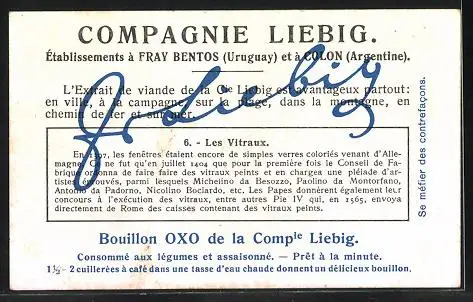 COMPAGNIE LIEBIG.
Établissements à FRAY BENTOS (Uruguay) et à COLON (Argentine).
L'Extrait de viande de la Cie Liebig est avantageux partout:
en ville, à la campagne, sur la plage, dans la montagne, en
chemin de fer et sur mer.
6. - Les Vitraux.
En 1397, les fenêtres étaient encore de simples verres coloriés venant d'Alle-
magne. Ce ne fut qu'en juillet 1404 que pour la première fois le Conseil de Fa-
brique donna de faire faire des vitraux peints et en chargea une pléiade d'ar-
tistes éprouvés, parmi lesquels Michelino da Besozzo, Paolino da Montorfano,
Antonio da Padorno, Nicolino Bociardo, etc. Les Papes donnèrent également leur
concours à l'exécution des vitraux, entre autres Pie IV qui, en 1565, envoya
directement de Rome des caisses contenant des vitraux peints.
Bouillon OXO de la Compie Liebig.
Consommé aux légumes et assaisonné. — Prêt à la minute.
1½- 2 cuillerées à café dans une tasse d'eau chaude donnent un délicieux bouillon.
Se méfier des contrefaçons.
J v Liebig